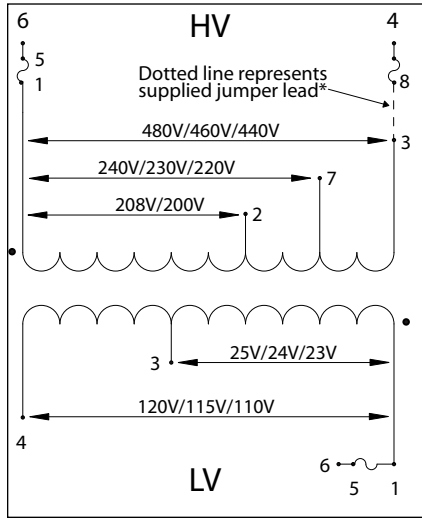 6 HV 4
5
1
8
Dotted line represents
supplied jumper lead*
480V/460V/440V
3
240V/230V/220V
7
208V/200V
2
3
25V/24V/23V
120V/115V/110V
4
LV
6
5
1